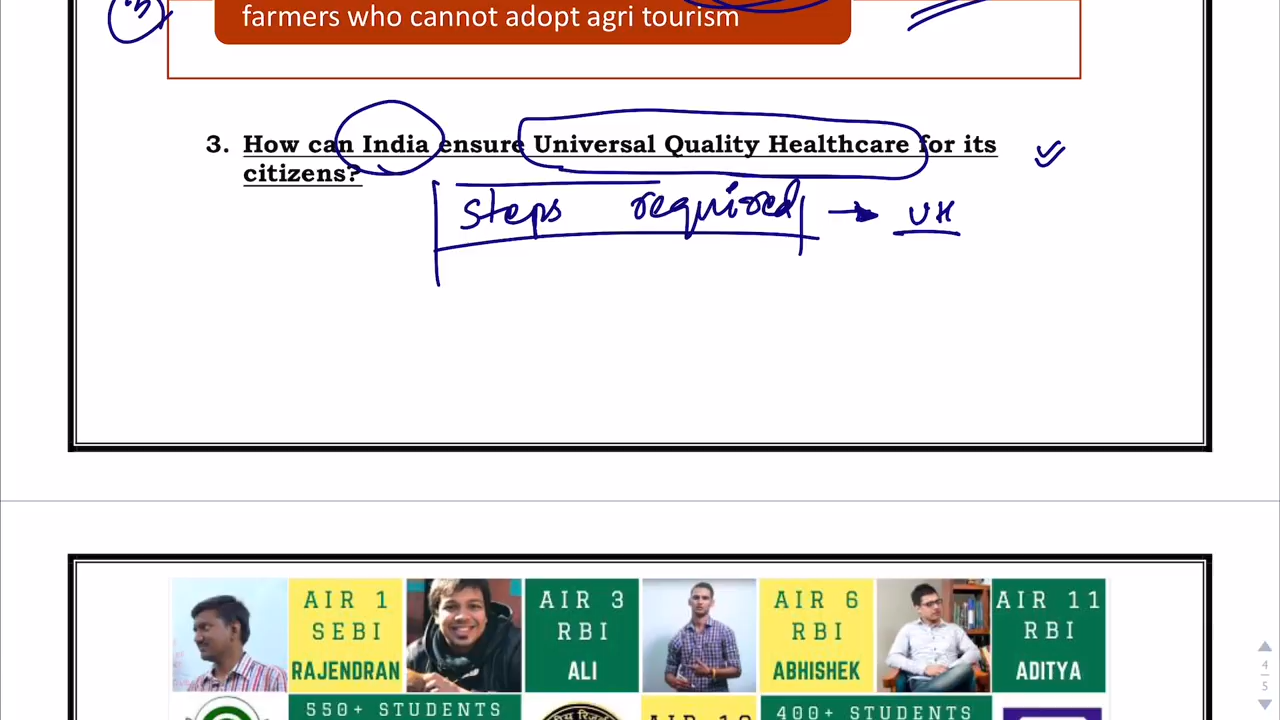 farmers who cannot adopt agri tourism
3. How can India ensure Universal Quality Healthcare for its
citizens?
steps required → UH
AIR 1
SEBI
RAJENDRAN
AIR 3
RBI
ALI
AIR 6
RBI
ABHISHEK
AIR 11
RBI
ADITYA
550+ STUDENTS
400+ STUDENTS
4
5